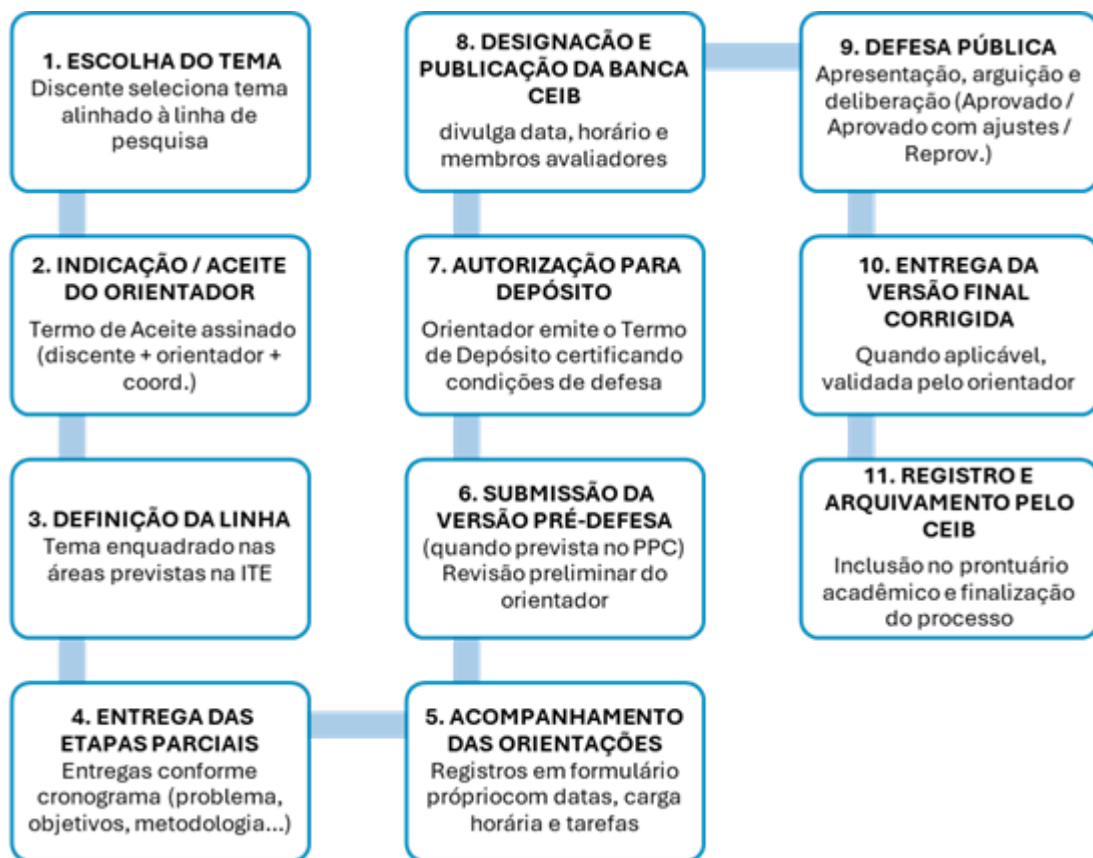 1. ESCOLHA DO TEMA
Discente seleciona tema
alinhado à linha de
pesquisa
2. INDICAÇÃO / ACEITE
DO ORIENTADOR
Termo de Aceite assinado
(discente + orientador +
coord.)
3. DEFINIÇÃO DA LINHA
Tema enquadrado nas
áreas previstas na ITE
4. ENTREGA DAS
ETAPAS PARCIAIS
Entregas conforme
cronograma (problema,
objetivos, metodologia...)
5. ACOMPANHAMENTO
DAS ORIENTAÇÕES
Registros em formulário
própriocom datas, carga
horária e tarefas
6. SUBMISSÃO DA
VERSÃO PRÉ-DEFESA
(quando prevista no PPC)
Revisão preliminar do
orientador
7. AUTORIZAÇÃO PARA
DEPÓSITO
Orientador emite o Termo
de Depósito certificando
condições de defesa
8. DESIGNACÃO E
PUBLICAÇÃO DA BANCA
CEIB
divulga data, horário e
membros avaliadores
9. DEFESA PÚBLICA
Apresentação, arguição e
deliberação (Aprovado /
Aprovado com ajustes /
Reprov.)
10. ENTREGA DA
VERSÃO FINAL
CORRIGIDA
Quando aplicável,
validada pelo orientador
11. REGISTRO E
ARQUIVAMENTO PELO
CEIB
Inclusão no prontuário
acadêmico e finalização
do processo